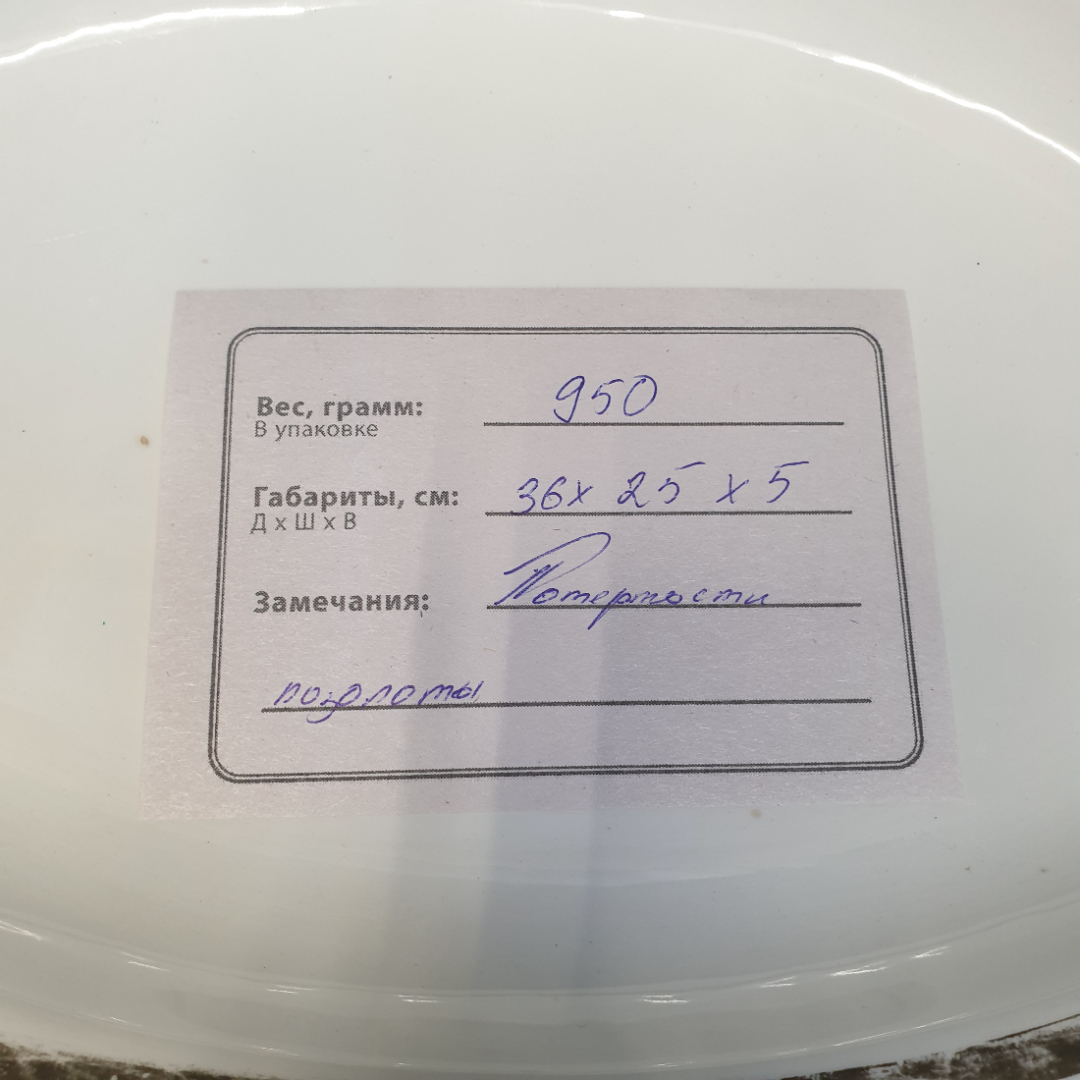 Вес, грамм: 950
В упаковке
Габариты, см: 36х 25 х 5
Д х Ш х В
Замечания: Потертости
позолоты